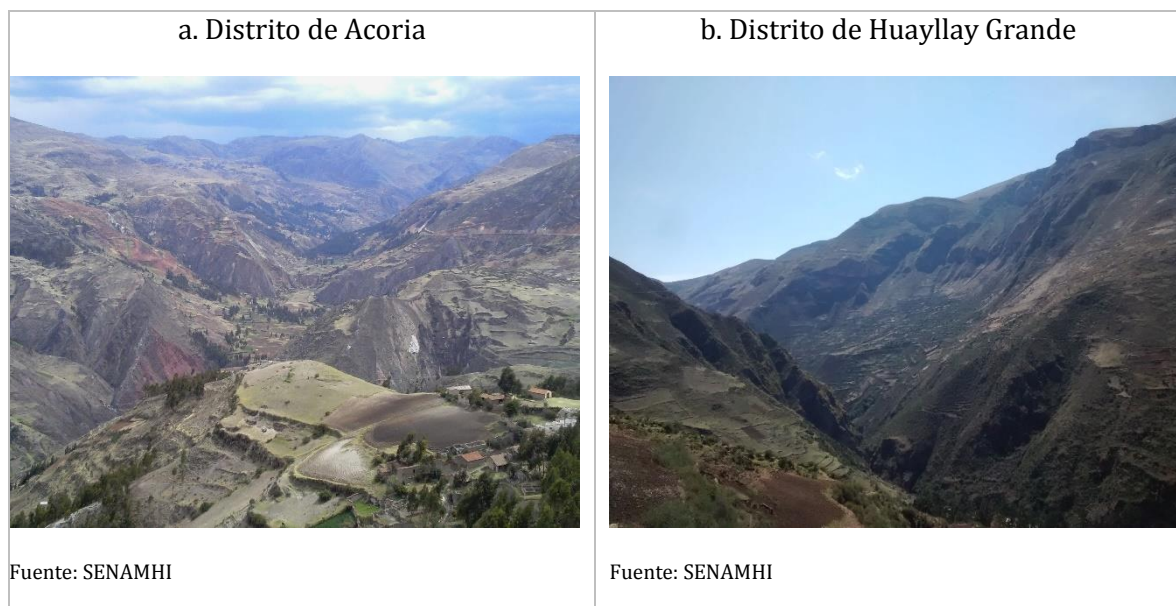 a. Distrito de Acoria
b. Distrito de Huayllay Grande
Fuente: SENAMHI
Fuente: SENAMHI